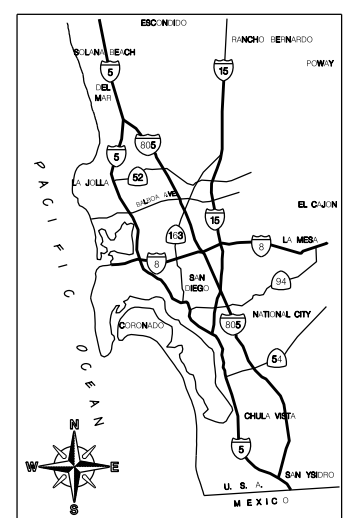 ESCONDIDO
RANCHO BERNARDO
SOLANA BEACH
5
15
POWAY
DEL
MAR
805
5
52
LA JOLLA
BALBOA AVE
EL CAJON
163
15
8
LA MESA
8
SAN
DIEGO
94
PACIFIC OCEAN
CORONADO
NATIONAL CITY
805
54
CHULA VISTA
N
W
E
S
5
SAN YSIDRO
U. S. A.
MEXICO